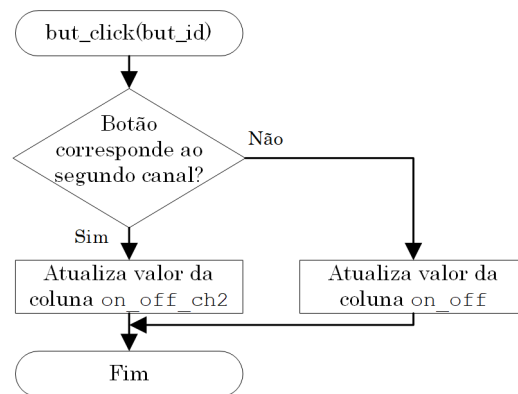 but_click(but_id)
Botão
corresponde ao
segundo canal?
Não
Sim
Atualiza valor da
coluna on_off_ch2
Atualiza valor da
coluna on_off
Fim